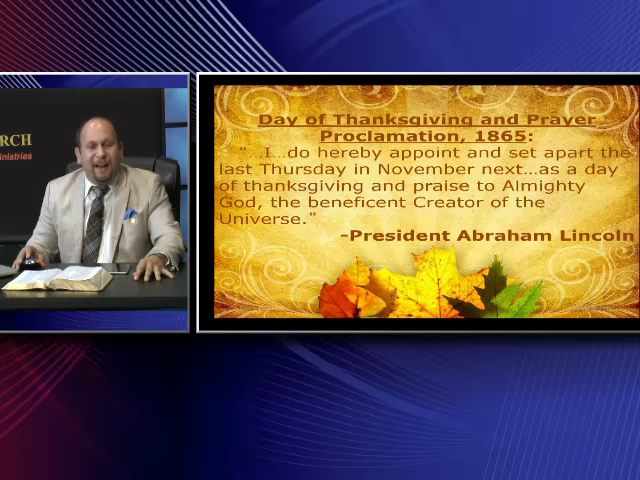 RCH
inistries
Day of Thanksgiving and Prayer
Proclamation, 1865:
"…I…do hereby appoint and set apart the
last Thursday in November next…as a day
of thanksgiving and praise to Almighty
God, the beneficent Creator of the
Universe."
-President Abraham Lincoln